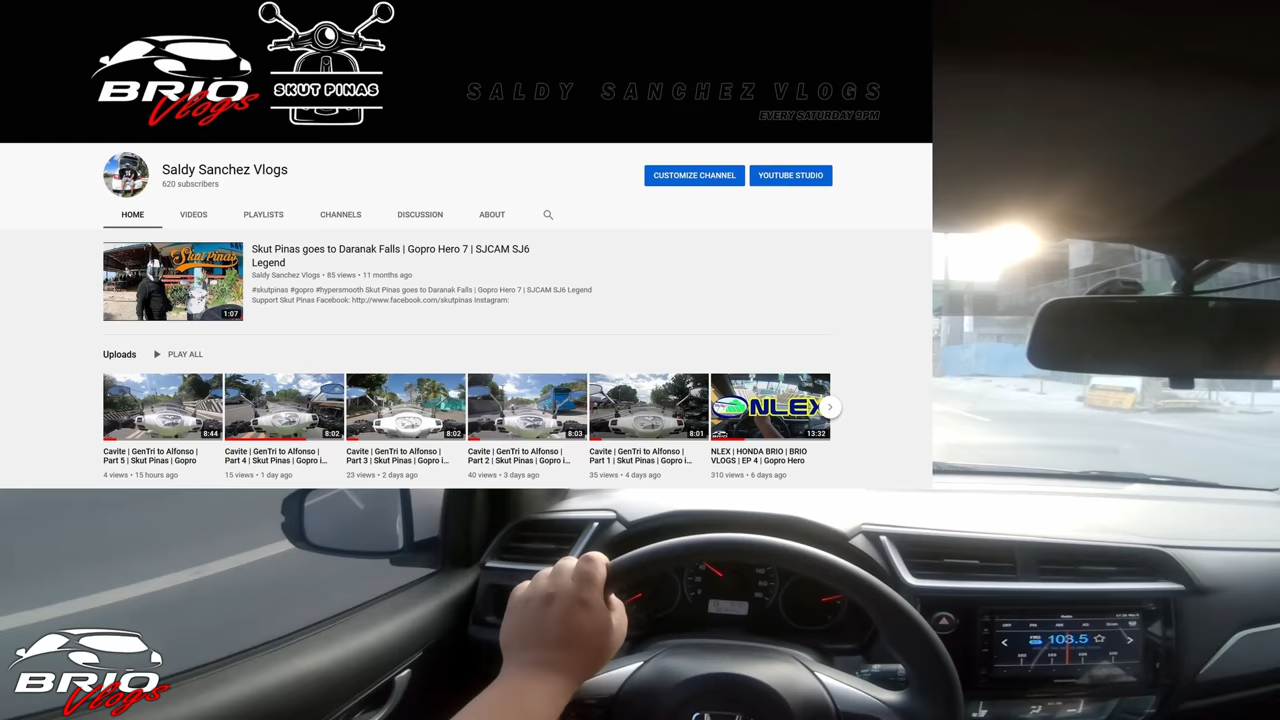 BRIO
Vlogs
SKUT PINAS
SALDY SANCHEZ VLOGS
EVERY SATURDAY 9PM
Saldy Sanchez Vlogs
620 subscribers
CUSTOMIZE CHANNEL
YOUTUBE STUDIO
HOME VIDEOS PLAYLISTS CHANNELS DISCUSSION ABOUT
Skut Pinas
1:07
Skut Pinas goes to Daranak Falls | Gopro Hero 7 | SJCAM SJ6
Legend
Saldy Sanchez Vlogs • 85 views • 11 months ago
#skutpinas #gopro #hypersmooth Skut Pinas goes to Daranak Falls | Gopro Hero 7 | SJCAM SJ6 Legend
Support Skut Pinas Facebook: http://www.facebook.com/skutpinas Instagram:
Uploads PLAY ALL
8:44
8:02
8:02
8:03
8:01
NLEX
13:32
Cavite | GenTri to Alfonso |
Part 5 | Skut Pinas | Gopro
4 views • 15 hours ago
Cavite | GenTri to Alfonso |
Part 4 | Skut Pinas | Gopro i...
15 views • 1 day ago
Cavite | GenTri to Alfonso |
Part 3 | Skut Pinas | Gopro i...
23 views • 2 days ago
Cavite | GenTri to Alfonso |
Part 2 | Skut Pinas | Gopro i...
40 views • 3 days ago
Cavite | GenTri to Alfonso |
Part 1 | Skut Pinas | Gopro i...
35 views • 4 days ago
NLEX | HONDA BRIO | BRIO
VLOGS | EP 4 | Gopro Hero
310 views • 6 days ago
Radio
103.5
BRIO
Vlogs